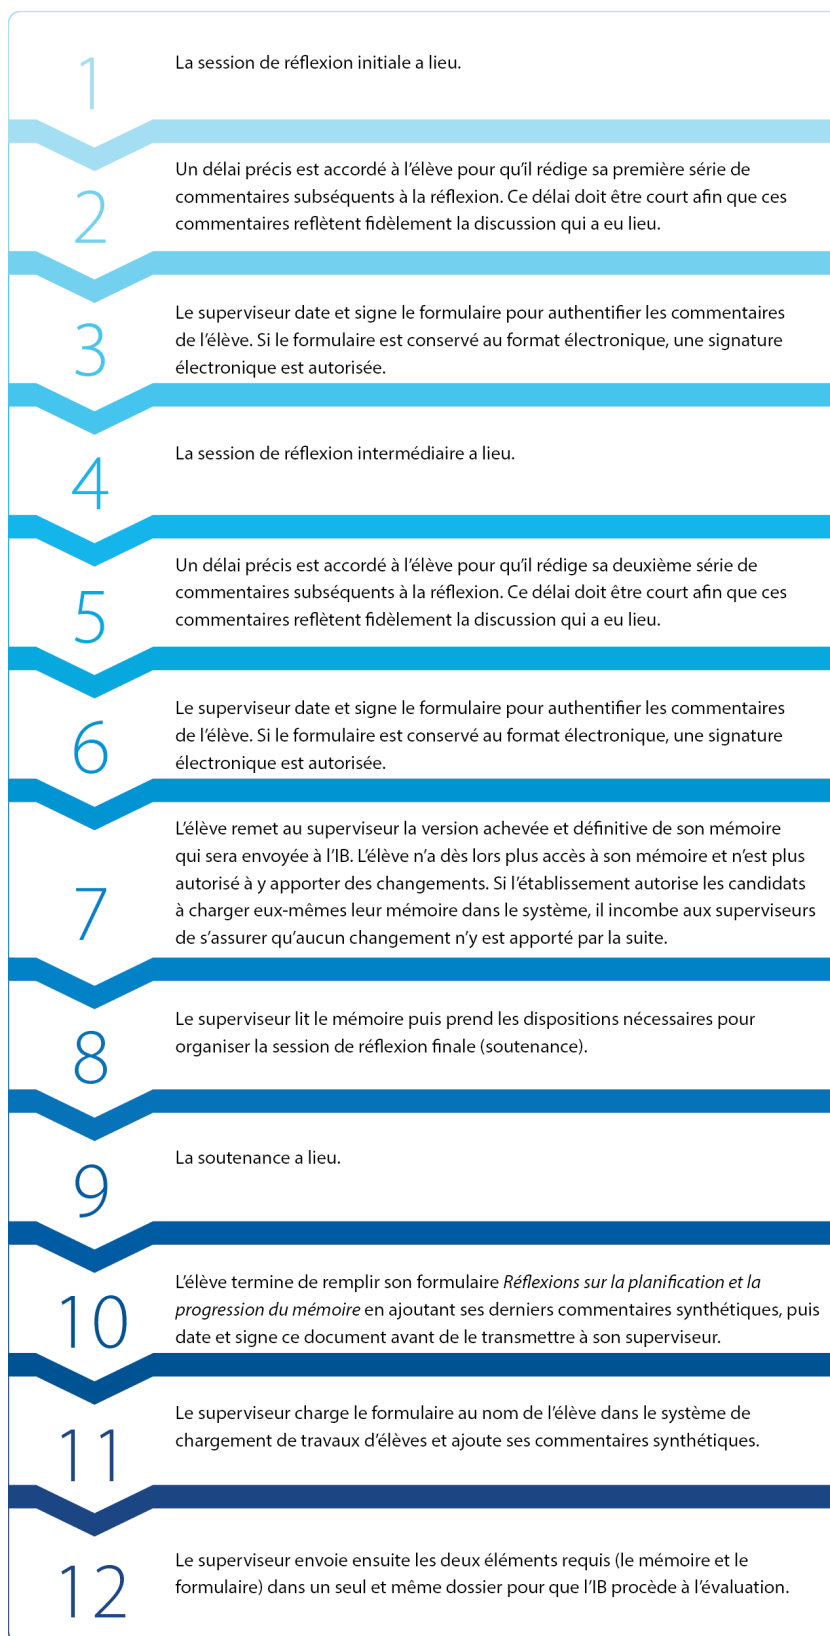 1
La session de réflexion initiale a lieu.
2
Un délai précis est accordé à l’élève pour qu’il rédige sa première série de
commentaires subséquents à la réflexion. Ce délai doit être court afin que ces
commentaires reflètent fidèlement la discussion qui a eu lieu.
3
Le superviseur date et signe le formulaire pour authentifier les commentaires
de l’élève. Si le formulaire est conservé au format électronique, une signature
électronique est autorisée.
4
La session de réflexion intermédiaire a lieu.
5
Un délai précis est accordé à l’élève pour qu’il rédige sa deuxième série de
commentaires subséquents à la réflexion. Ce délai doit être court afin que ces
commentaires reflètent fidèlement la discussion qui a eu lieu.
6
Le superviseur date et signe le formulaire pour authentifier les commentaires
de l’élève. Si le formulaire est conservé au format électronique, une signature
électronique est autorisée.
7
L’élève remet au superviseur la version achevée et définitive de son mémoire
qui sera envoyée à l’IB. L’élève n’a dès lors plus accès à son mémoire et n’est plus
autorisé à y apporter des changements. Si l’établissement autorise les candidats
à charger eux-mêmes leur mémoire dans le système, il incombe aux superviseurs
de s’assurer qu’aucun changement n’y est apporté par la suite.
8
Le superviseur lit le mémoire puis prend les dispositions nécessaires pour
organiser la session de réflexion finale (soutenance).
9
La soutenance a lieu.
10
L’élève termine de remplir son formulaire Réflexions sur la planification et la
progression du mémoire en ajoutant ses derniers commentaires synthétiques, puis
date et signe ce document avant de le transmettre à son superviseur.
11
Le superviseur charge le formulaire au nom de l’élève dans le système de
chargement de travaux d’élèves et ajoute ses commentaires synthétiques.
12
Le superviseur envoie ensuite les deux éléments requis (le mémoire et le
formulaire) dans un seul et même dossier pour que l’IB procède à l’évaluation.